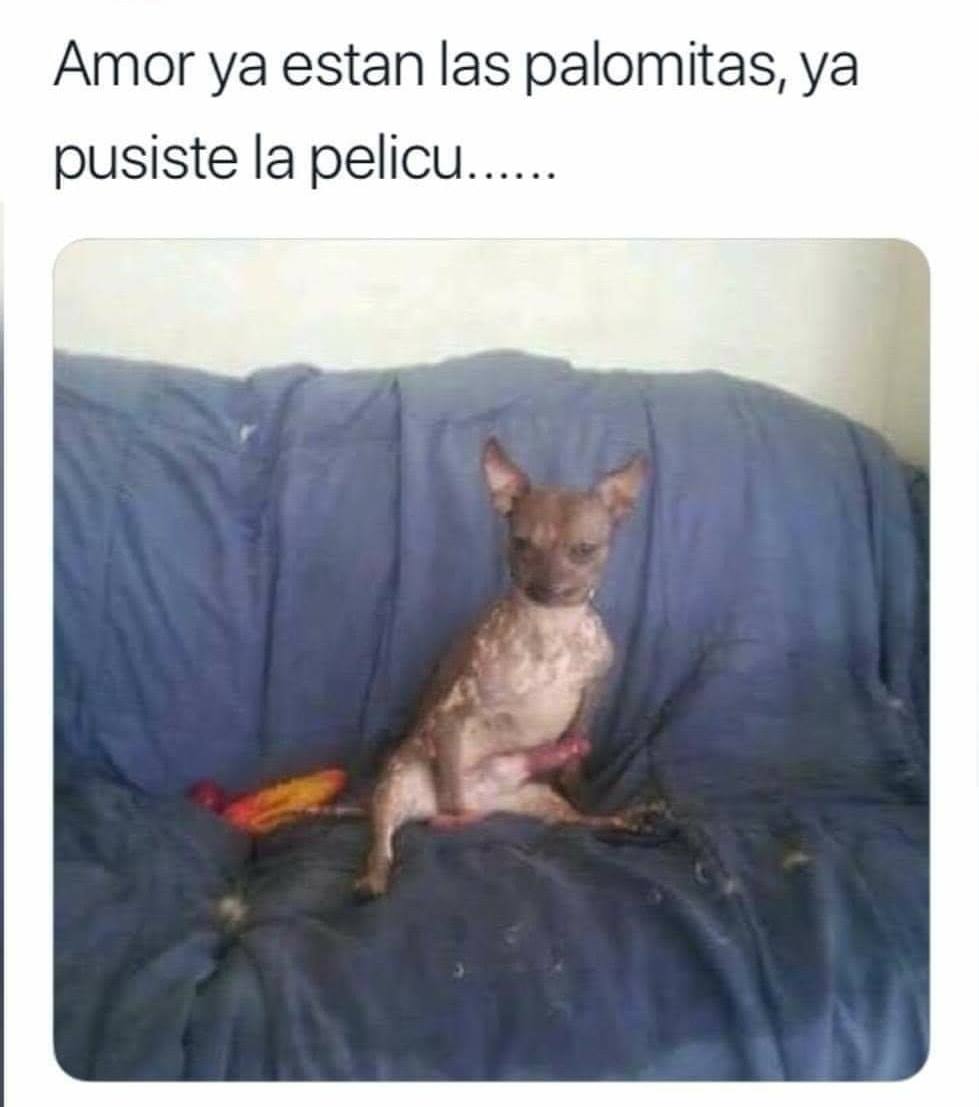 Amor ya estan las palomitas, ya
pusiste la pelicu......